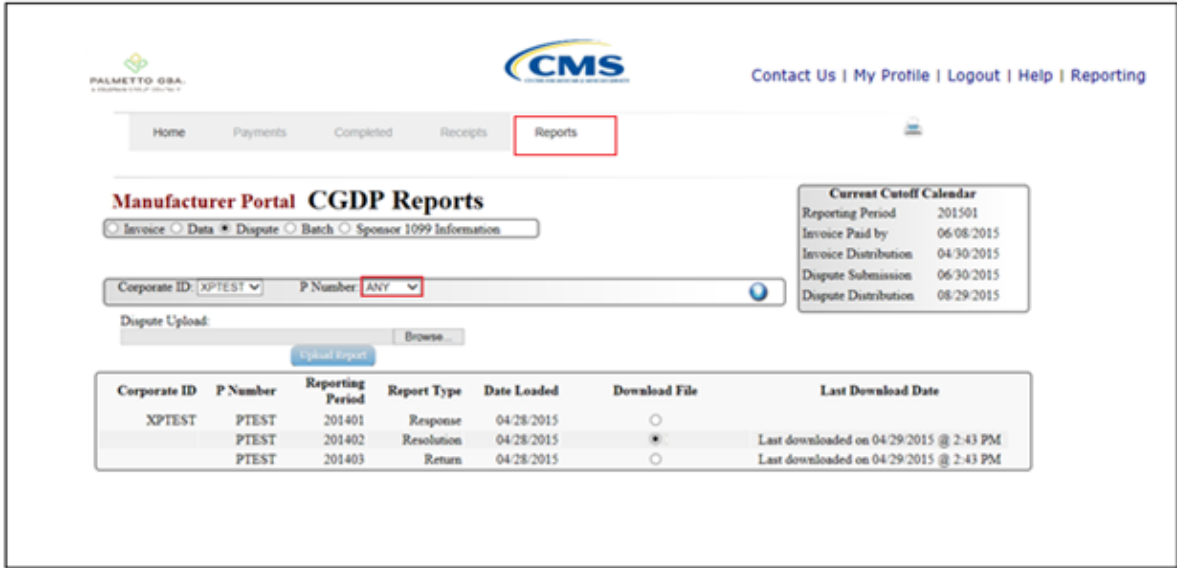 PALMETTO GBA.
CMS
Contact Us | My Profile | Logout | Help | Reporting
Home Payments Completed Receipts Reports
Manufacturer Portal CGDP Reports
Invoice Data Dispute Batch Sponsor 1099 Information
Current Cutoff Calendar
Reporting Period 201501
Invoice Paid by 06/08/2015
Invoice Distribution 04/30/2015
Dispute Submission 06/30/2015
Dispute Distribution 08/29/2015
Corporate ID: XPTEST P Number: ANY
Dispute Upload:
Browse...
Upload Report
Corporate ID P Number Reporting Period Report Type Date Loaded Download File Last Download Date
XPTEST PTEST 201401 Response 04/28/2015
PTEST 201402 Resolution 04/28/2015 Last downloaded on 04/29/2015 @ 2:43 PM
PTEST 201403 Return 04/28/2015 Last downloaded on 04/29/2015 @ 2:43 PM